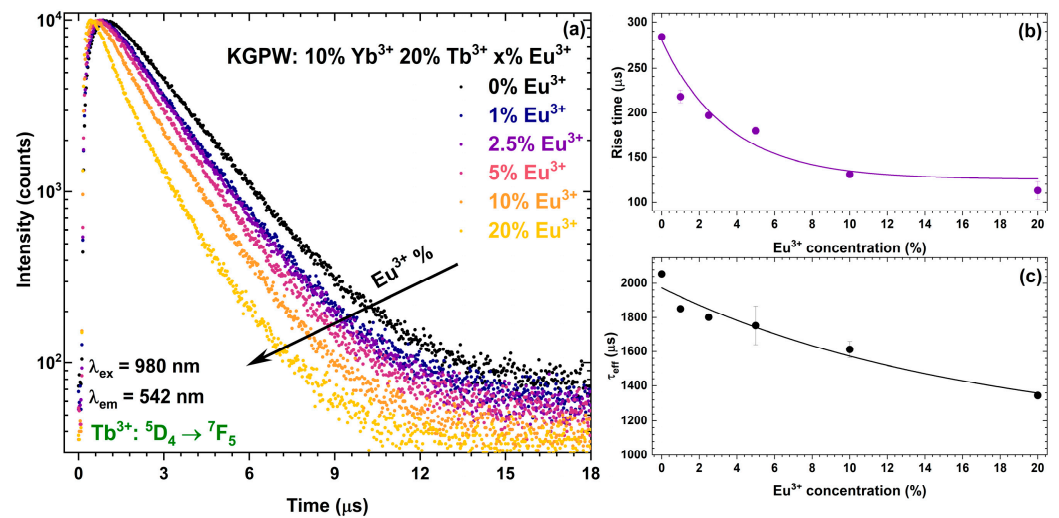 (a)
KGPW: 10% Yb³⁺ 20% Tb³⁺ x% Eu³⁺
0% Eu³⁺
1% Eu³⁺
2.5% Eu³⁺
5% Eu³⁺
10% Eu³⁺
20% Eu³⁺
Eu³⁺ %
λex = 980 nm
λem = 542 nm
Tb³⁺: ⁵D₄ → ⁷F₅
Intensity (counts)
10⁴
10³
10²
0 3 6 9 12 15 18
Time (μs)
(b)
Rise time (μs)
300
250
200
150
100
0 2 4 6 8 10 12 14 16 18 20
Eu³⁺ concentration (%)
(c)
τeff (μs)
2000
1800
1600
1400
1200
1000
0 2 4 6 8 10 12 14 16 18 20
Eu³⁺ concentration (%)